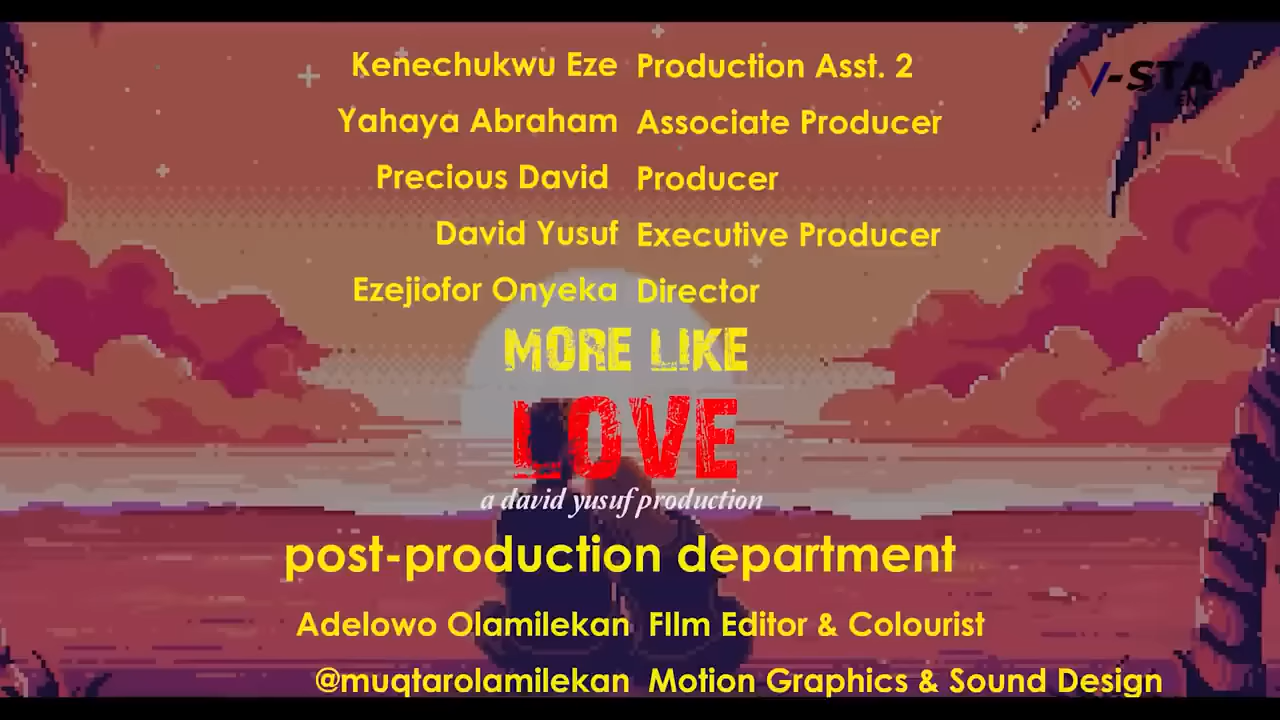 Kenechukwu Eze Production Asst. 2
V-STA
EN
Yahaya Abraham Associate Producer
Precious David Producer
David Yusuf Executive Producer
Ezejiofor Onyeka Director
MORE LIKE
LOVE
a david yusuf production
post-production department
Adelowo Olamilekan FIlm Editor & Colourist
@muqtarolamilekan Motion Graphics & Sound Design